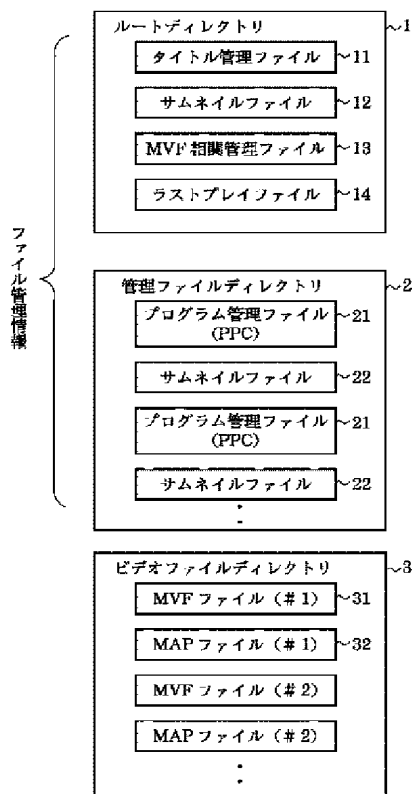 ルートディレクトリ ~1
タイトル管理ファイル ~11
サムネイルファイル ~12
MVF 相関管理ファイル ~13
ラストプレイファイル ~14
ファイル管理情報
管理ファイルディレクトリ ~2
プログラム管理ファイル ~21
(PPC)
サムネイルファイル ~22
プログラム管理ファイル ~21
(PPC)
サムネイルファイル ~22
:
ビデオファイルディレクトリ ~3
MVF ファイル (#1) ~31
MAP ファイル (#1) ~32
MVF ファイル (#2)
MAP ファイル (#2)
: